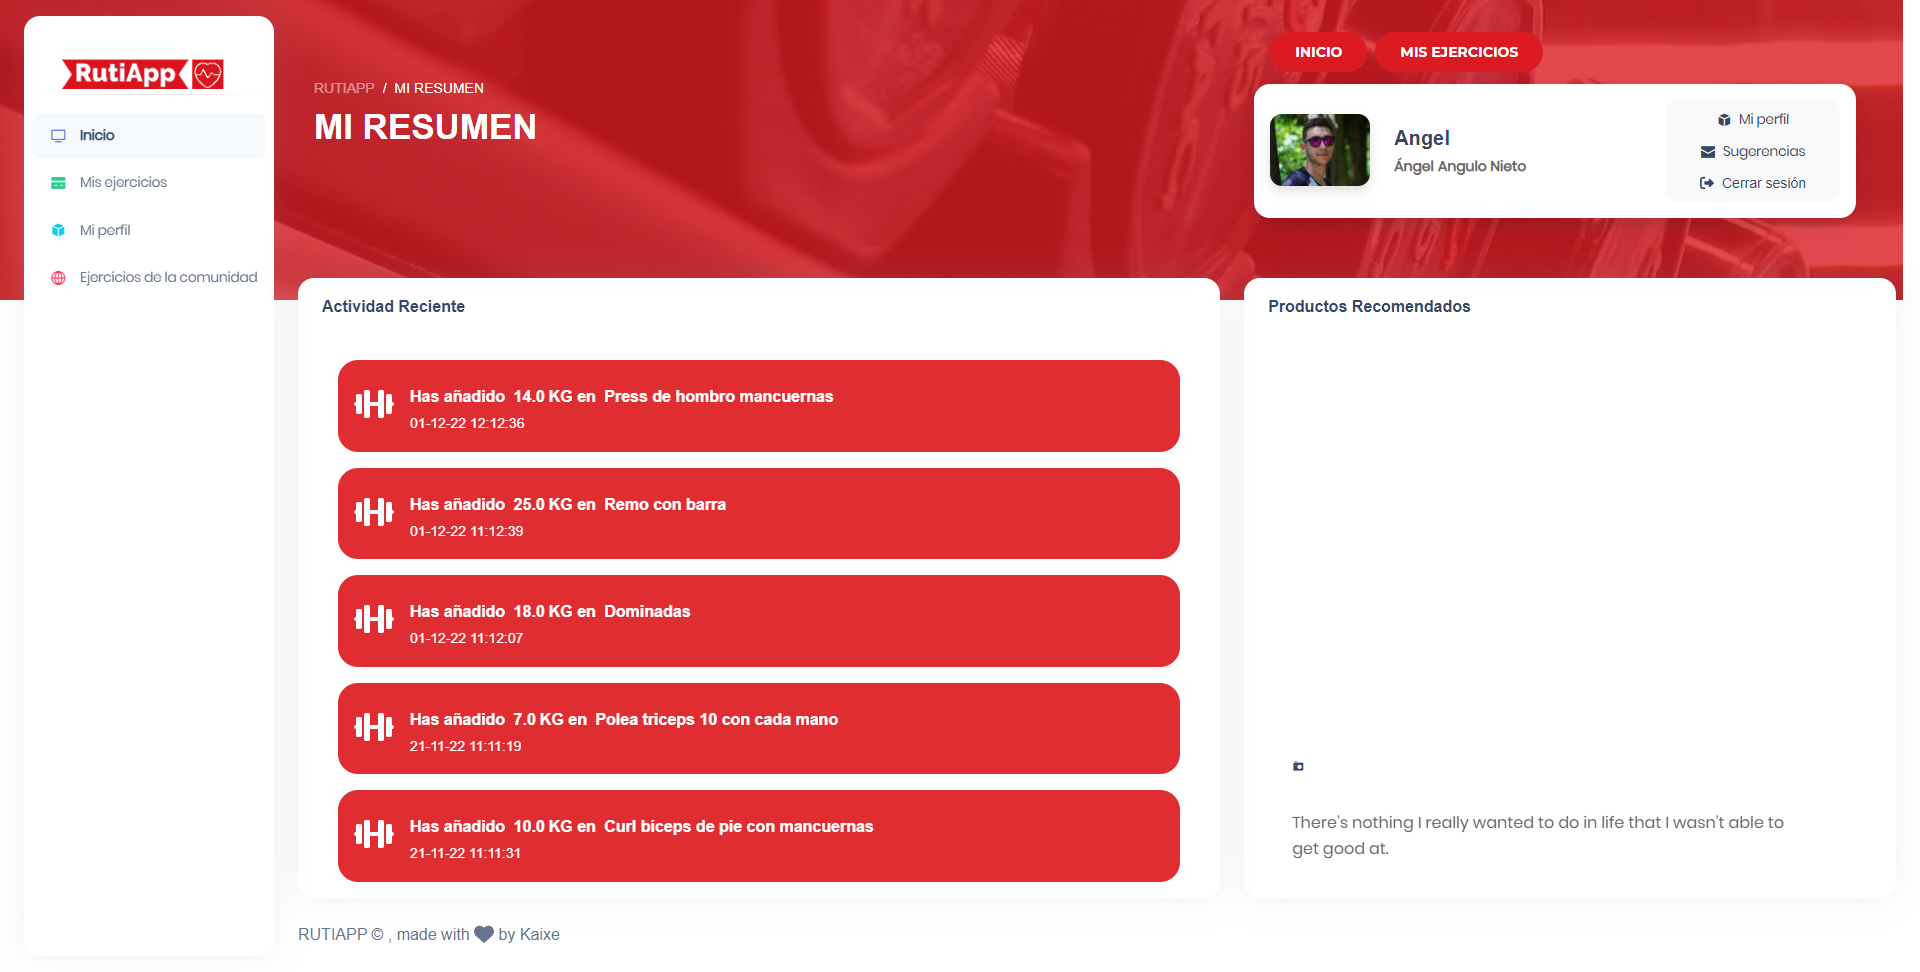 RutiApp
Inicio
Mis ejercicios
Mi perfil
Ejercicios de la comunidad
RUTIAPP / MI RESUMEN
MI RESUMEN
INICIO
MIS EJERCICIOS
Angel
Ángel Angulo Nieto
Mi perfil
Sugerencias
Cerrar sesión
Actividad Reciente
Has añadido 14.0 KG en Press de hombro mancuernas
01-12-22 12:12:36
Has añadido 25.0 KG en Remo con barra
01-12-22 11:12:39
Has añadido 18.0 KG en Dominadas
01-12-22 11:12:07
Has añadido 7.0 KG en Polea triceps 10 con cada mano
21-11-22 11:11:19
Has añadido 10.0 KG en Curl bíceps de pie con mancuernas
21-11-22 11:11:31
Productos Recomendados
There's nothing I really wanted to do in life that I wasn't able to
get good at.
RUTIAPP © , made with by Kaixe